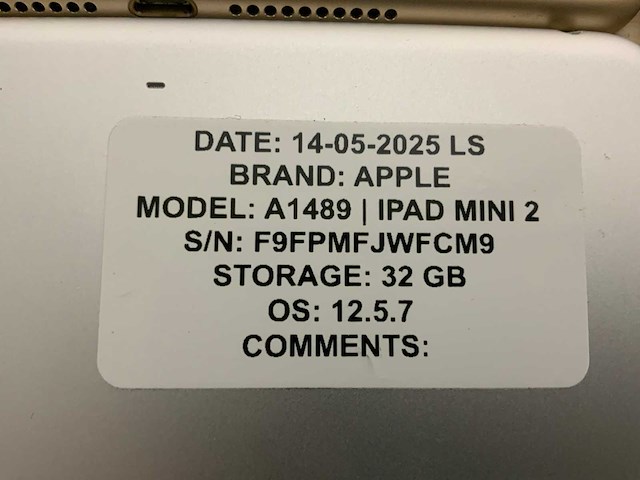 DATE: 14-05-2025 LS
BRAND: APPLE
MODEL: A1489 | IPAD MINI 2
S/N: F9FPMFJWFCM9
STORAGE: 32 GB
OS: 12.5.7
COMMENTS: